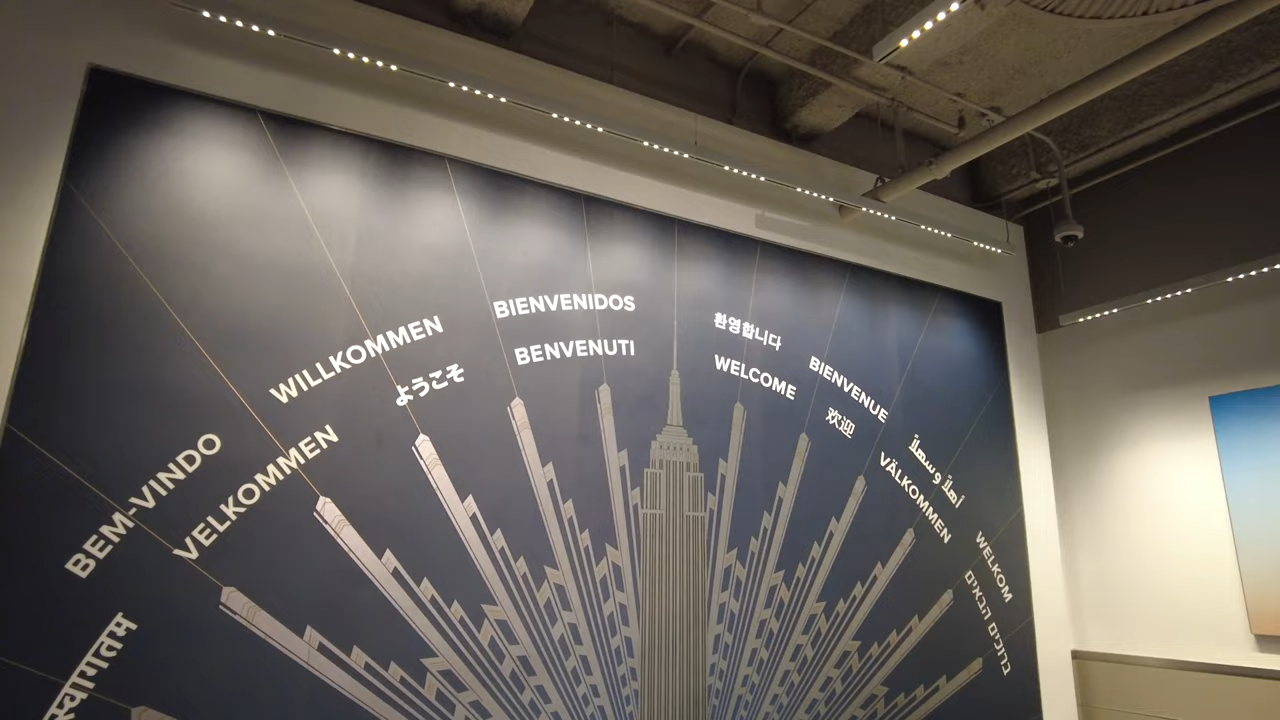 स्वागतम
BEM-VINDO
VELKOMMEN
WILLKOMMEN
ようこそ
BIENVENIDOS
BENVENUTI
환영합니다
WELCOME
BIENVENUE
欢迎
أهلاً وسهلاً
VÄLKOMMEN
WELKOM
ברוכים הבאים